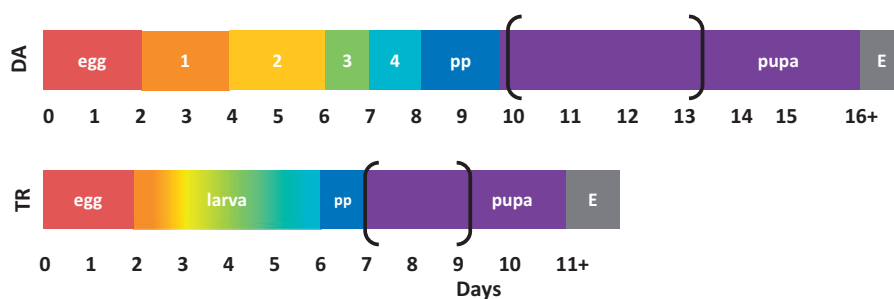 DA
egg 1 2 3 4 pp pupa E
0 1 2 3 4 5 6 7 8 9 10 11 12 13 14 15 16+
TR
egg larva pp pupa E
0 1 2 3 4 5 6 7 8 9 10 11+
Days